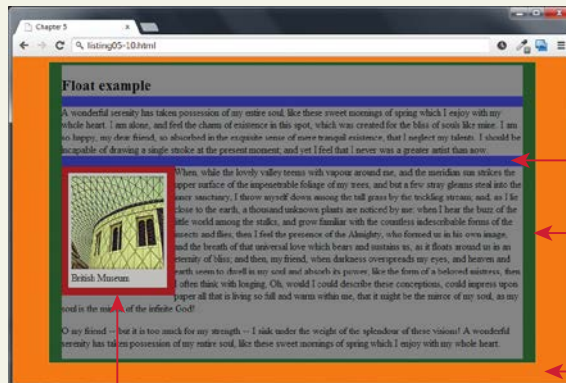 Chapter 5
listing05-10.html
Float example
A wonderful serenity has taken possession of my entire soul, like these sweet mornings of spring which I enjoy with my
whole heart. I am alone, and feel the charm of existence in this spot, which was created for the bliss of souls like mine. I am
so happy, my dear friend, so absorbed in the exquisite sense of mere tranquil existence, that I neglect my talents. I should be
incapable of drawing a single stroke at the present moment; and yet I feel that I never was a greater artist than now.
When, while the lovely valley teems with vapour around me, and the meridian sun strikes the
upper surface of the impenetrable foliage of my trees, and but a few stray gleams steal into the
inner sanctuary, I throw myself down among the tall grass by the trickling stream; and, as I lie
close to the earth, a thousand unknown plants are noticed by me: when I hear the buzz of the
little world among the stalks, and grow familiar with the countless indescribable forms of the
insects and flies, then I feel the presence of the Almighty, who formed us in his own image,
and the breath of that universal love which bears and sustains us, as it floats around us in an
eternity of bliss; and then, my friend, when darkness overspreads my eyes, and heaven and
earth seem to dwell in my soul and absorb its power, like the form of a beloved mistress, then
I often think with longing, Oh, would I could describe these conceptions, could impress upon
paper all that is living so full and warm within me, that it might be the mirror of my soul, as my
British Museum
soul is the mirror of the infinite God!
O my friend -- but it is too much for my strength -- I sink under the weight of the splendour of these visions! A wonderful
serenity has taken possession of my entire soul, like these sweet mornings of spring which I enjoy with my whole heart.